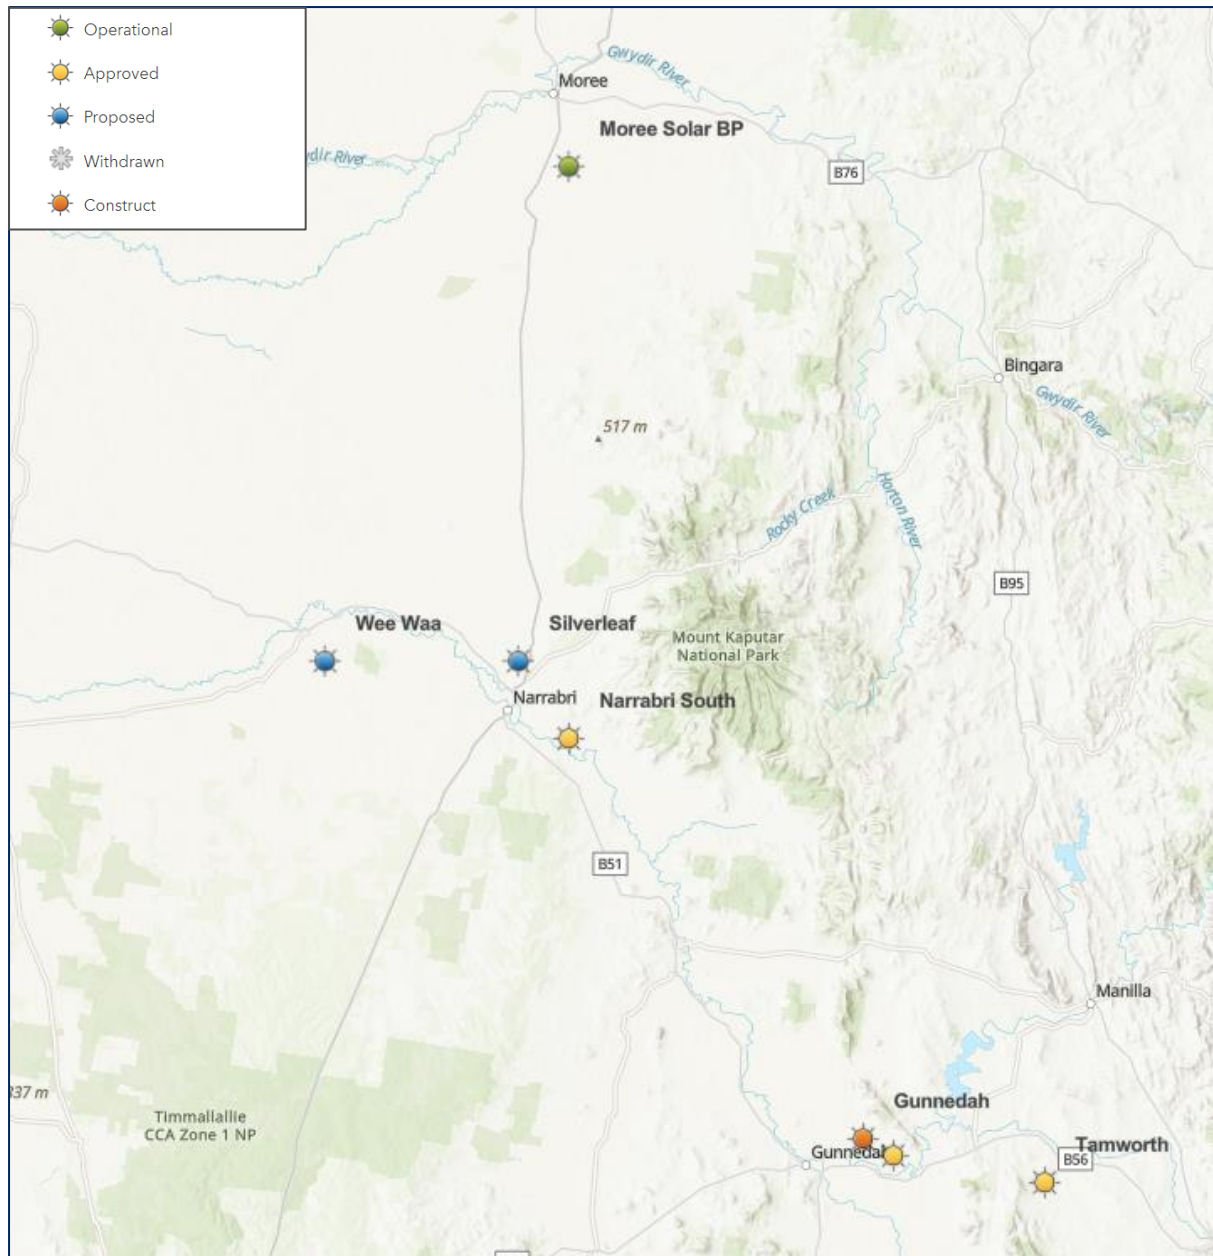 Operational
Approved
Proposed
Withdrawn
Construct
Gwydir River
Moree
Moree Solar BP
dir River
B76
Bingara
Gwydir River
517 m
Rocky Creek
Horton River
B95
Wee Waa
Silverleaf
Mount Kaputar
National Park
Narrabri
Narrabri South
B51
Manilla
37 m
Timmallallie
CCA Zone 1 NP
Gunnedah
Gunnedah
Tamworth
B56